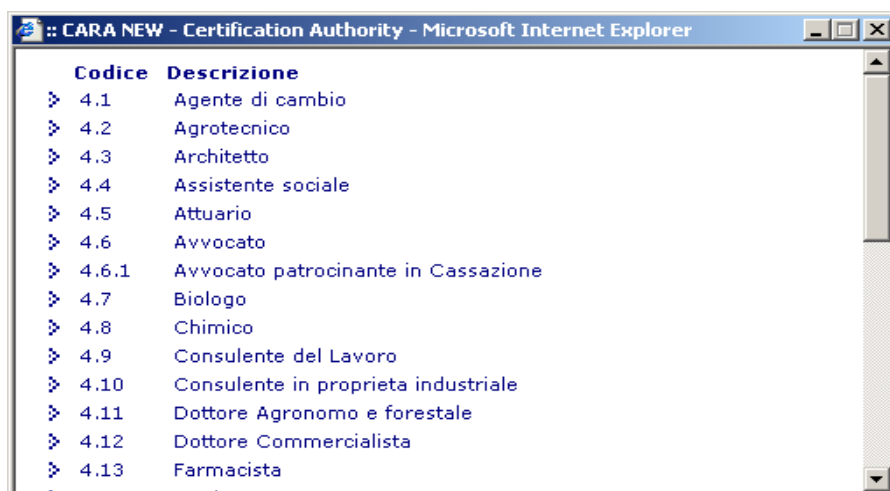 :: CARA NEW - Certification Authority - Microsoft Internet Explorer
Codice Descrizione
4.1 Agente di cambio
4.2 Agrotecnico
4.3 Architetto
4.4 Assistente sociale
4.5 Attuario
4.6 Avvocato
4.6.1 Avvocato patrocinante in Cassazione
4.7 Biologo
4.8 Chimico
4.9 Consulente del Lavoro
4.10 Consulente in proprieta industriale
4.11 Dottore Agronomo e forestale
4.12 Dottore Commercialista
4.13 Farmacista